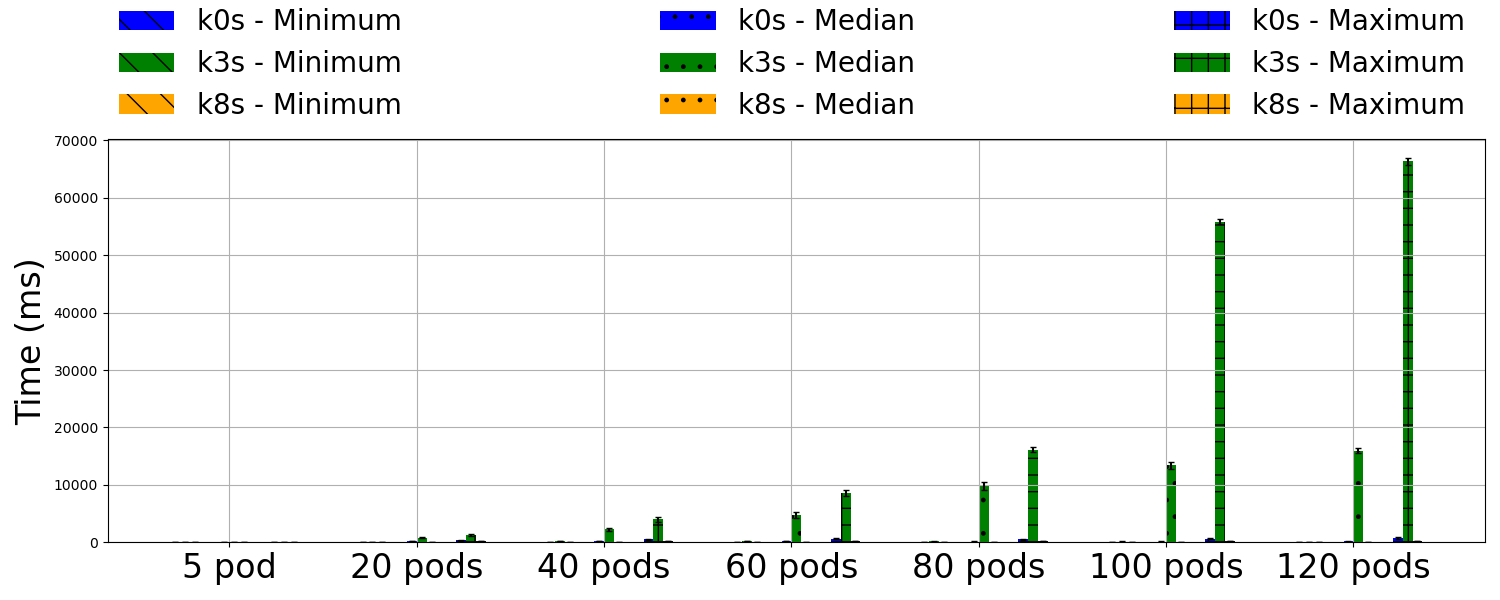 k0s - Minimum k0s - Median k0s - Maximum
k3s - Minimum k3s - Median k3s - Maximum
k8s - Minimum k8s - Median k8s - Maximum
70000
60000
50000
40000
30000
20000
10000
0
Time (ms)
5 pod 20 pods 40 pods 60 pods 80 pods 100 pods 120 pods